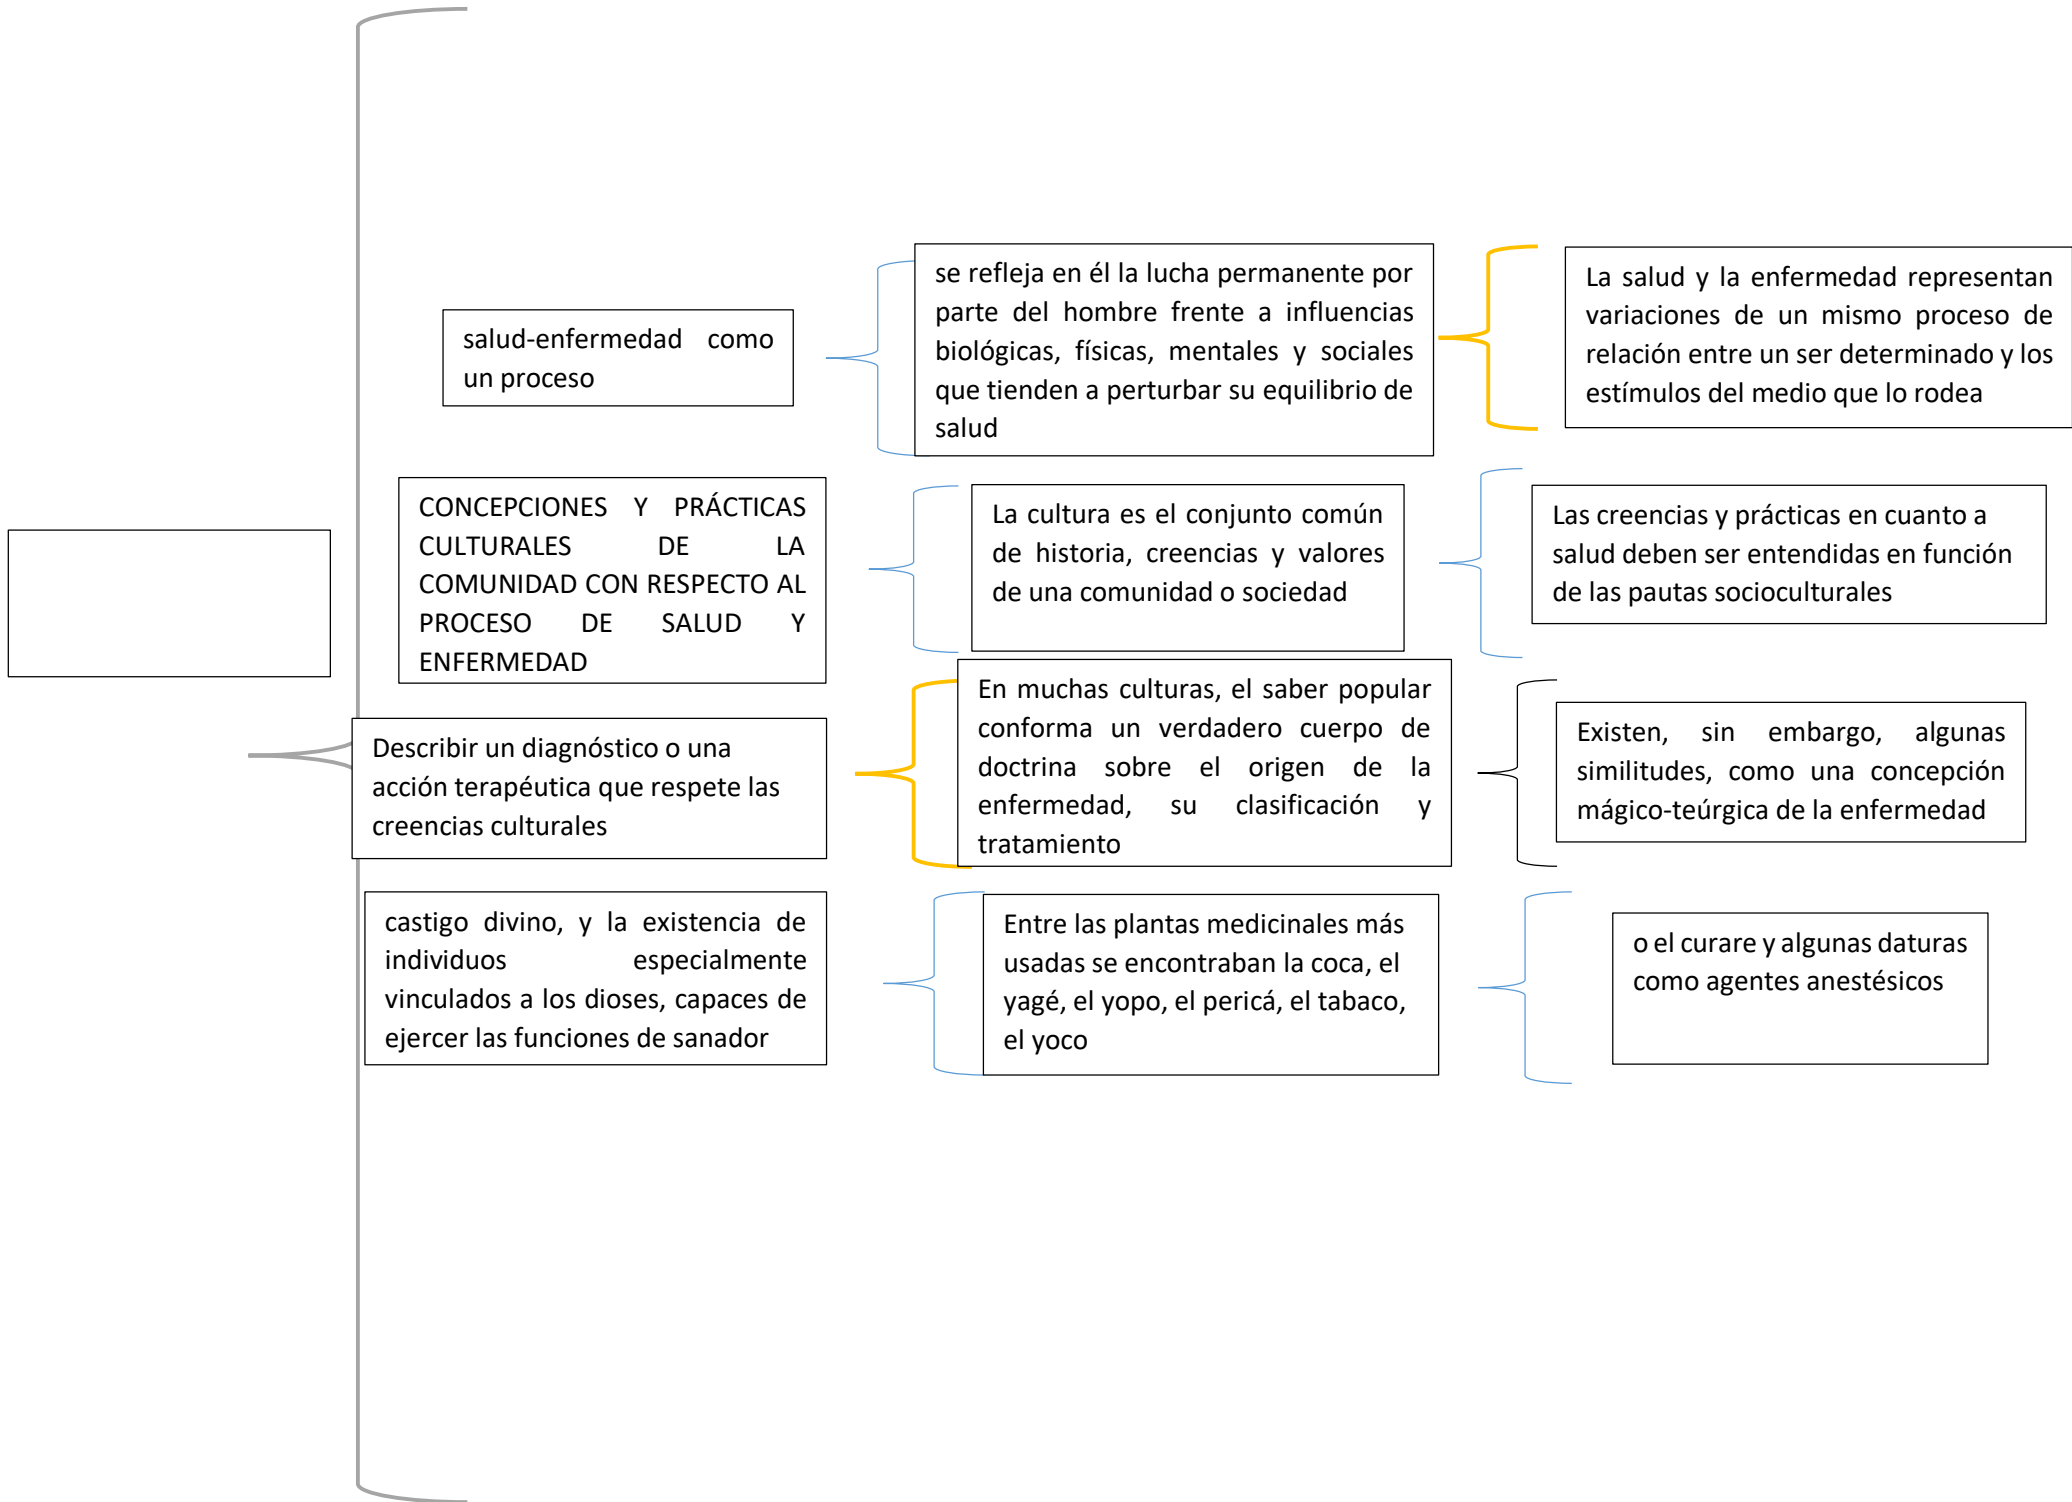 salud-enfermedad como
un proceso
se refleja en él la lucha permanente por
parte del hombre frente a influencias
biológicas, físicas, mentales y sociales
que tienden a perturbar su equilibrio de
salud
La salud y la enfermedad representan
variaciones de un mismo proceso de
relación entre un ser determinado y los
estímulos del medio que lo rodea
CONCEPCIONES Y PRÁCTICAS
CULTURALES DE LA
COMUNIDAD CON RESPECTO AL
PROCESO DE SALUD Y
ENFERMEDAD
La cultura es el conjunto común
de historia, creencias y valores
de una comunidad o sociedad
Las creencias y prácticas en cuanto a
salud deben ser entendidas en función
de las pautas socioculturales
Describir un diagnóstico o una
acción terapéutica que respete las
creencias culturales
En muchas culturas, el saber popular
conforma un verdadero cuerpo de
doctrina sobre el origen de la
enfermedad, su clasificación y
tratamiento
Existen, sin embargo, algunas
similitudes, como una concepción
mágico-teúrgica de la enfermedad
castigo divino, y la existencia de
individuos especialmente
vinculados a los dioses, capaces de
ejercer las funciones de sanador
Entre las plantas medicinales más
usadas se encontraban la coca, el
yagé, el yopo, el pericá, el tabaco,
el yoco
o el curare y algunas daturas
como agentes anestésicos